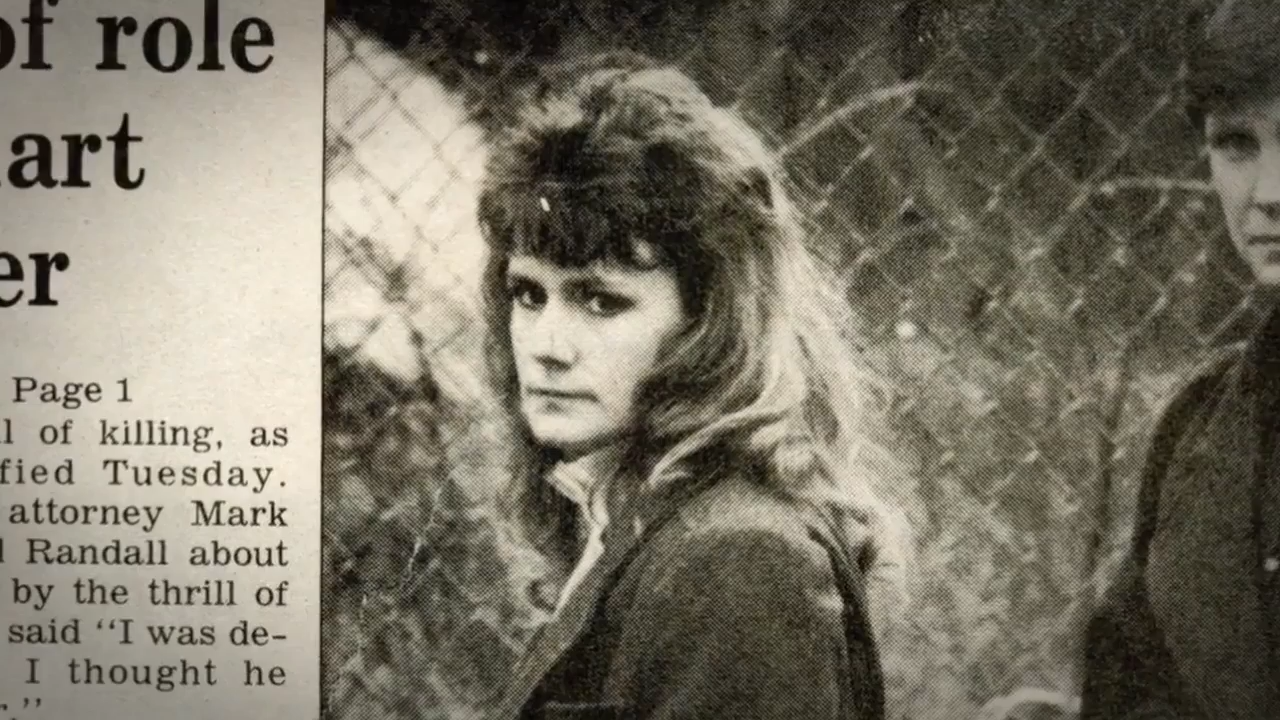 of role
art
er
Page 1
l of killing, as
fied Tuesday.
attorney Mark
l Randall about
by the thrill of
said "I was de-
I thought he
."